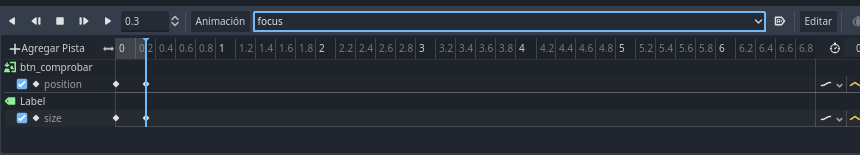 0.3 Animación focus Editar
Agregar Pista 0 0.2 0.4 0.6 0.8 1 1.2 1.4 1.6 1.8 2 2.2 2.4 2.6 2.8 3 3.2 3.4 3.6 3.8 4 4.2 4.4 4.6 4.8 5 5.2 5.4 5.6 5.8 6 6.2 6.4 6.6 6.8
btn_comprobar
position
Label
size